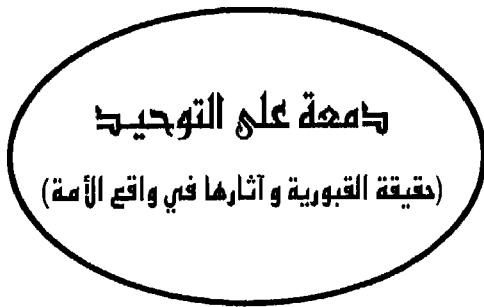 دمعة على التوحيد
(حقيقة القبورية و آثارها في واقع الأمة)